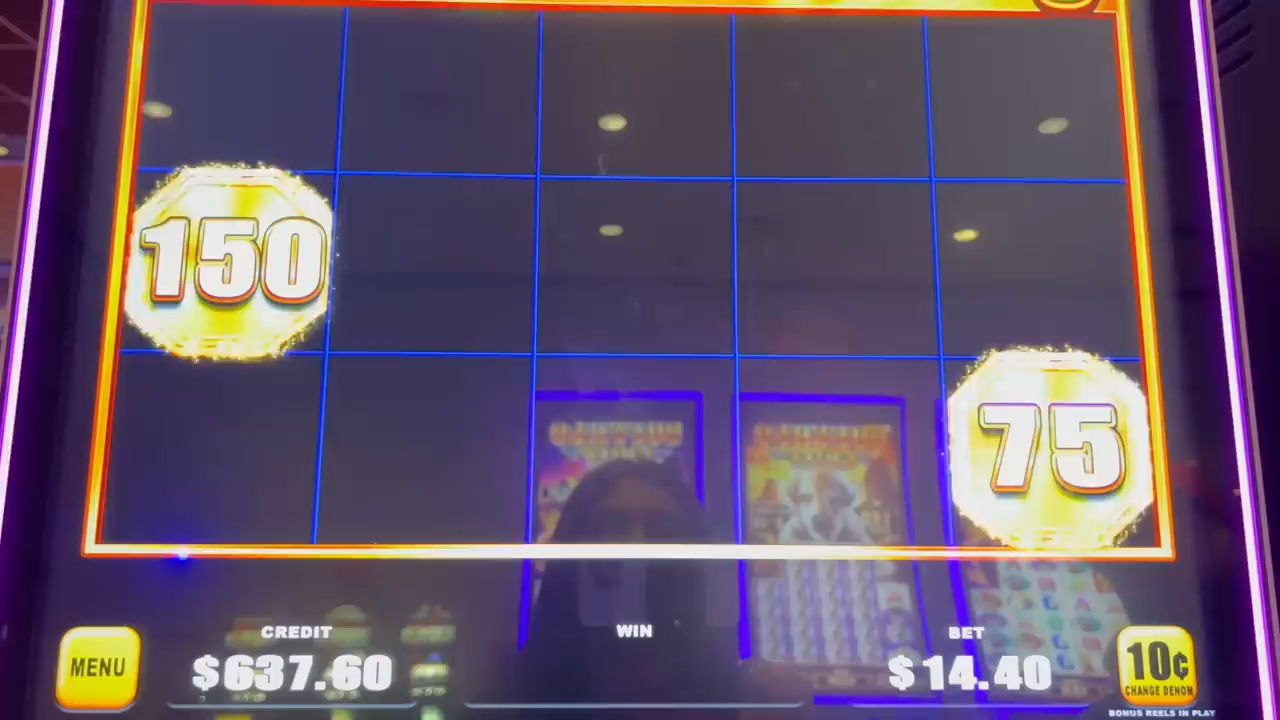 150
75
CREDIT
WIN
BET
MENU
$637.60
$14.40
10¢
CHANGE DENOM
BONUS REELS IN PLAY